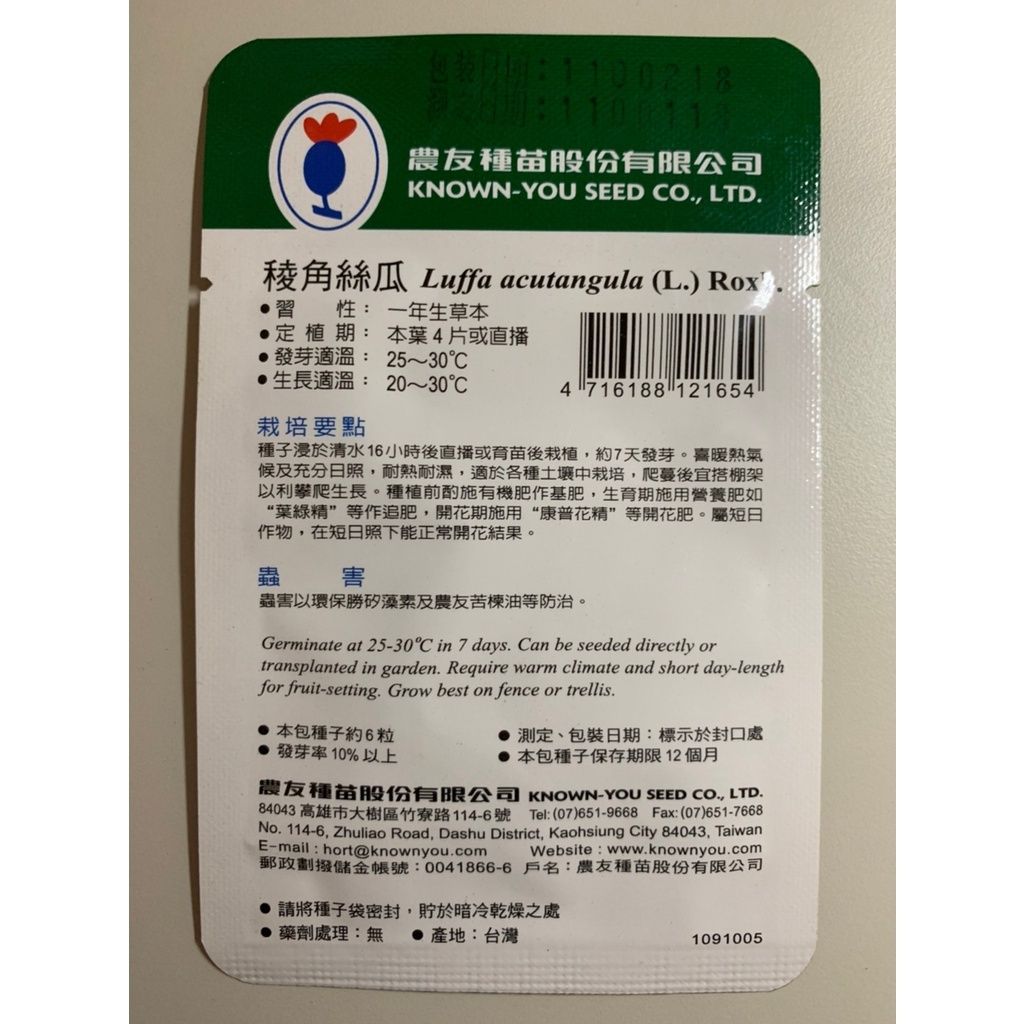 包裝日期：1100218
測定日期：110011
農友種苗股份有限公司
KNOWN-YOU SEED CO., LTD.
稜角絲瓜 Luffa acutangula (L.) Rox
●習 性： 一年生草本
●定 植 期： 本葉4片或直播
●發芽適溫： 25～30℃
●生長適溫： 20～30℃
4 716188 121654
栽培要點
種子浸於清水16小時後直播或育苗後栽植，約7天發芽。喜暖熱氣
候及充分日照，耐熱耐濕，適於各種土壤中栽培，爬蔓後宜搭棚架
以利攀爬生長。種植前酌施有機肥作基肥，生育期施用營養肥如
“葉綠精”等作追肥，開花期施用“康普花精”等開花肥。屬短日
作物，在短日照下能正常開花結果。
蟲 害
蟲害以環保勝矽藻素及農友苦楝油等防治。
Germinate at 25-30℃ in 7 days. Can be seeded directly or
transplanted in garden. Require warm climate and short day-length
for fruit-setting. Grow best on fence or trellis.
●本包種子約6粒 ●測定、包裝日期：標示於封口處
●發芽率10%以上 ●本包種子保存期限12個月
農友種苗股份有限公司 KNOWN-YOU SEED CO., LTD.
84043 高雄市大樹區竹寮路114-6號 Tel: (07)651-9668 Fax: (07)651-7668
No. 114-6, Zhuliao Road, Dashu District, Kaohsiung City 84043, Taiwan
E-mail : hort@knownyou.com Website : www.knownyou.com
郵政劃撥儲金帳號：0041866-6 戶名：農友種苗股份有限公司
●請將種子袋密封，貯於暗冷乾燥之處
●藥劑處理：無 ●產地：台灣 1091005